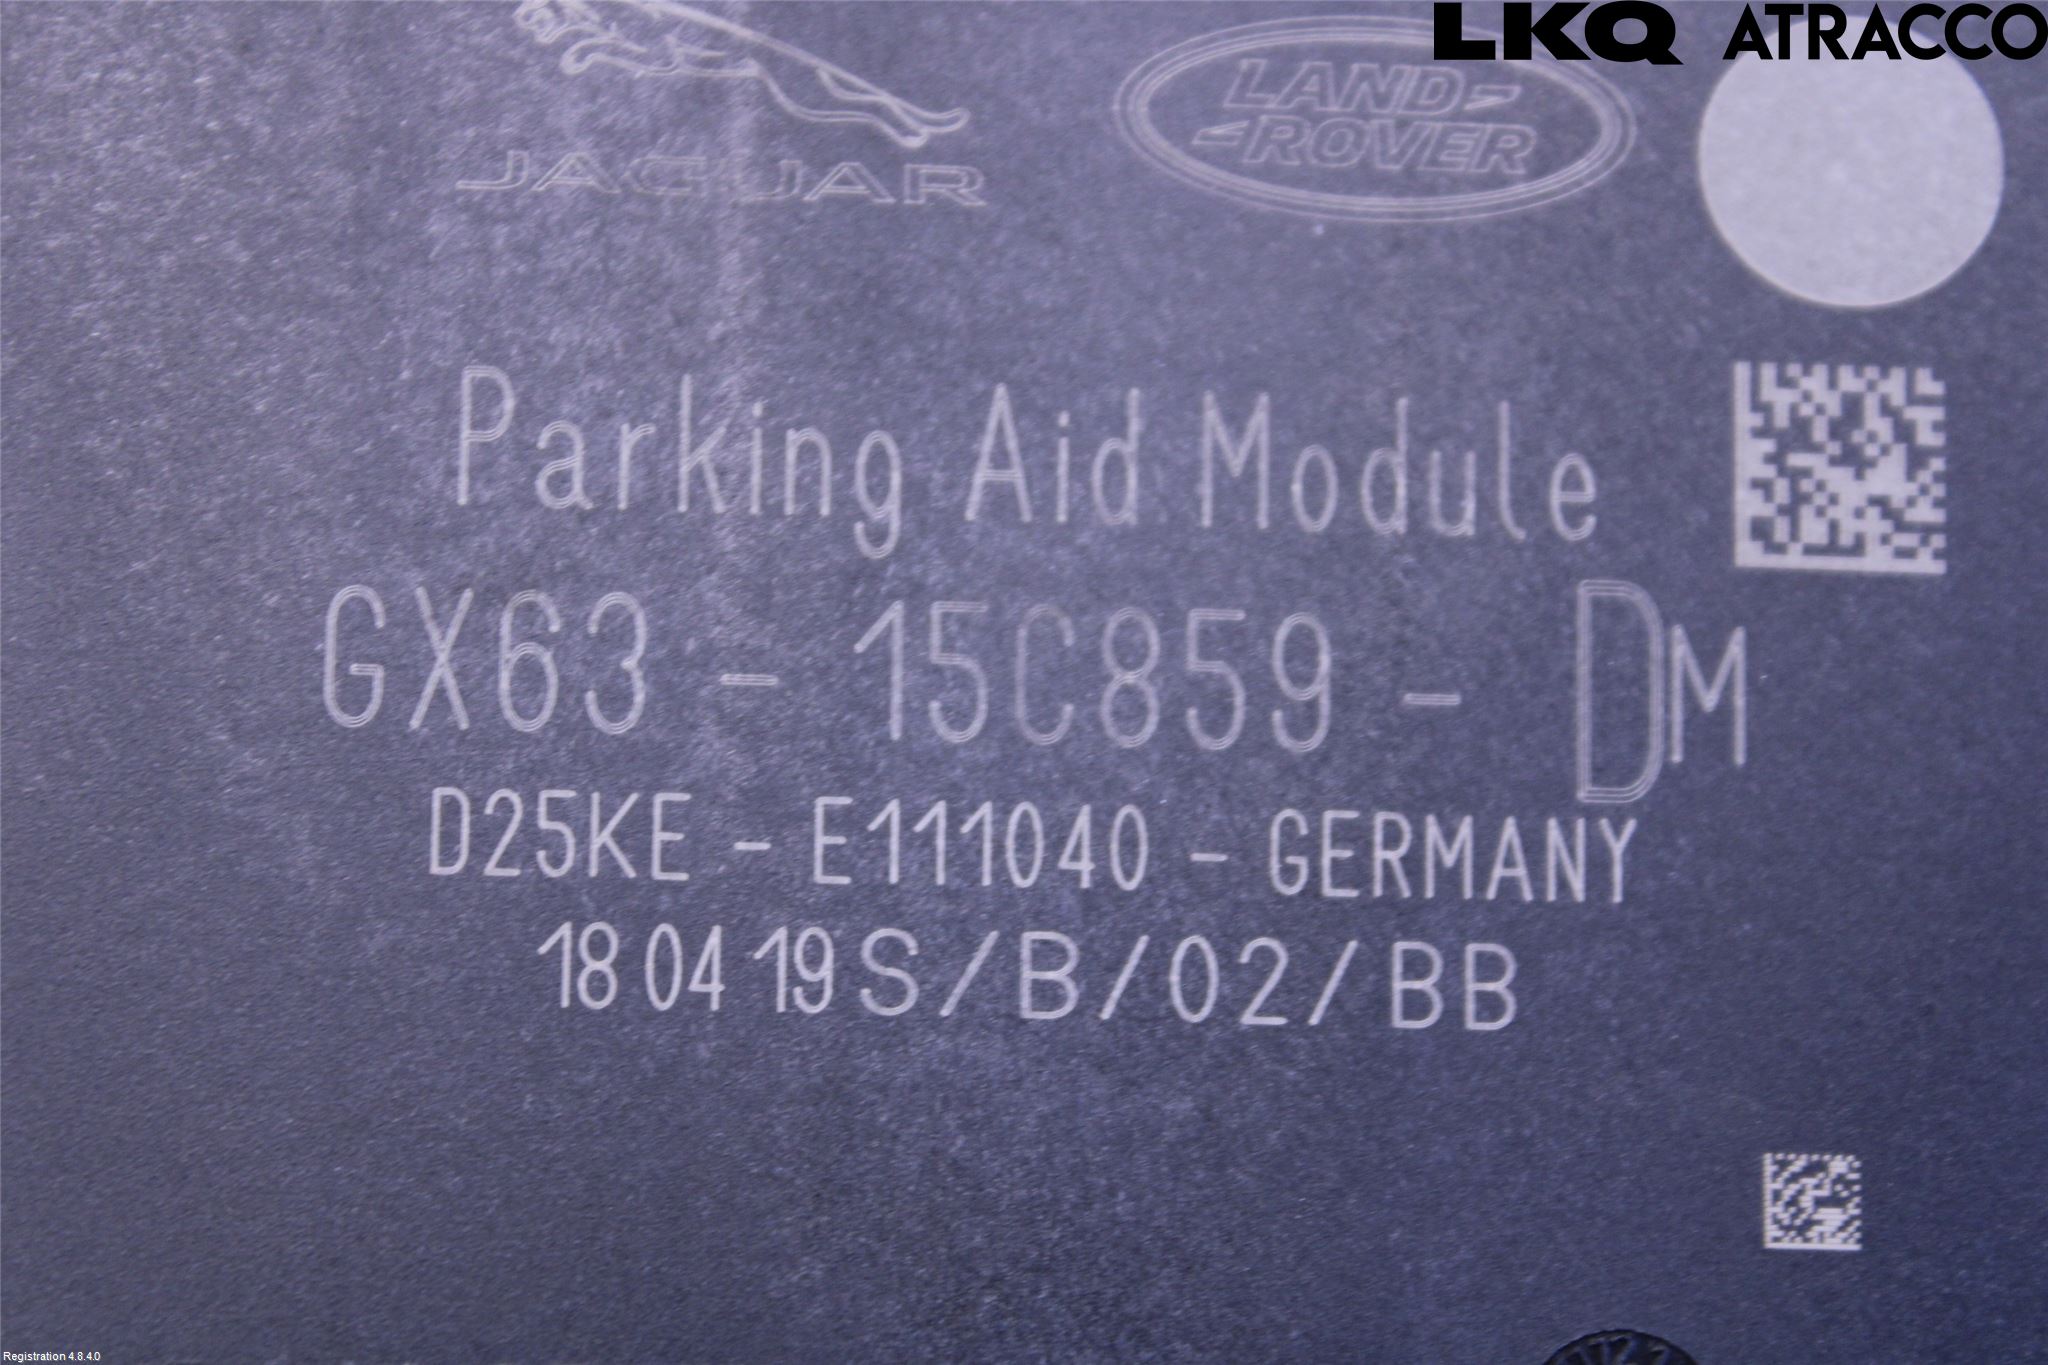 LKQ ATRACCO
JAGUAR
LAND
ROVER
Parking Aid Module
GX63 - 15C859 - DM
D25KE - E111040 - GERMANY
18 04 19 S/B/02/BB
Registration 4.8.4.0